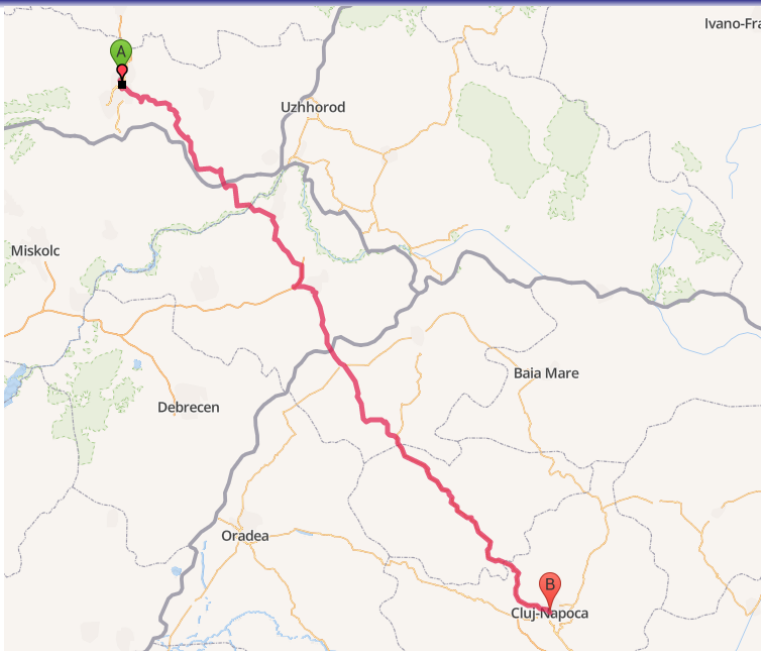 Ivano-Fra
A
Uzhhorod
Miskolc
Baia Mare
Debrecen
Oradea
B
Cluj-Napoca